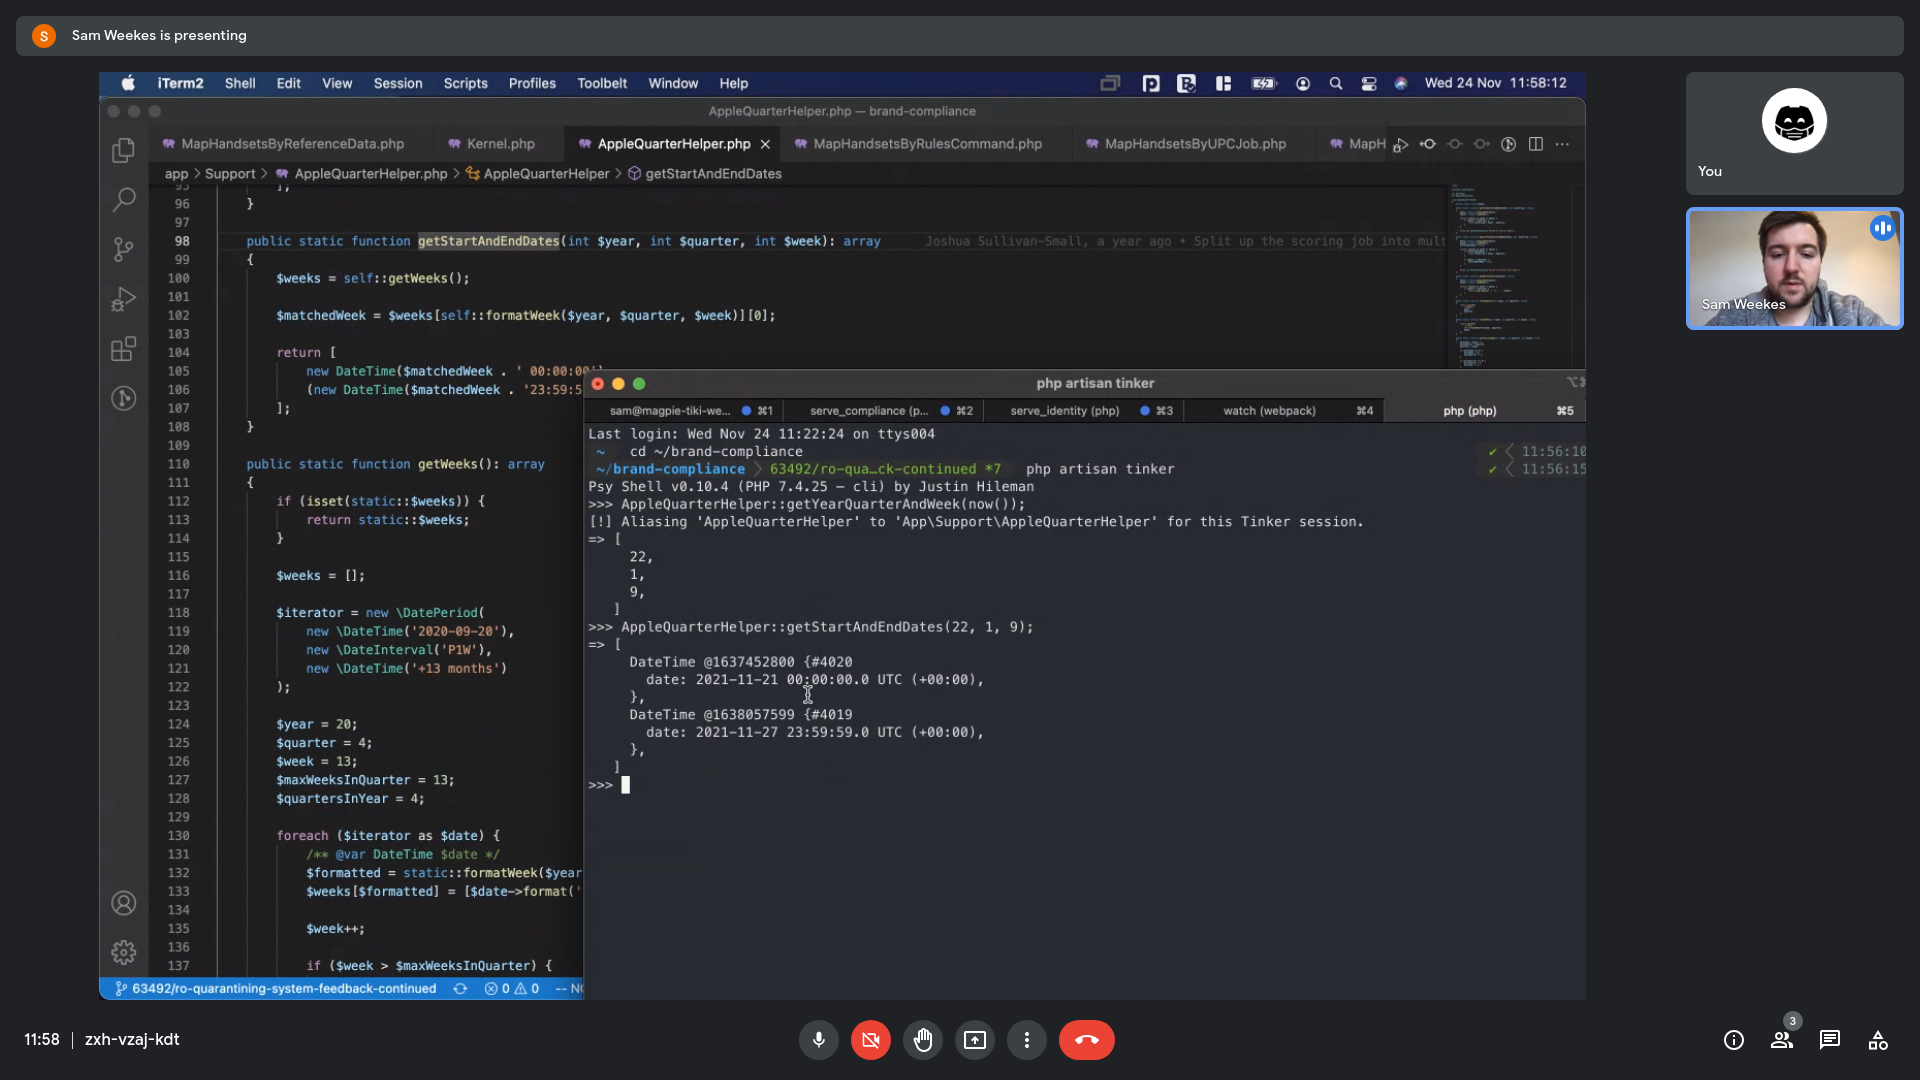 S Sam Weekes is presenting
iTerm2 Shell Edit View Session Scripts Profiles Toolbelt Window Help Wed 24 Nov 11:58:12
AppleQuarterHelper.php — brand-compliance
MapHandsetsByReferenceData.php Kernel.php AppleQuarterHelper.php MapHandsetsByRulesCommand.php MapHandsetsByUPCJob.php MapH
app > Support > AppleQuarterHelper.php > AppleQuarterHelper > getStartAndEndDates
95 ];
96 }
97
98 public static function getStartAndEndDates(int $year, int $quarter, int $week): array Joshua Sullivan-Small, a year ago • Split up the scoring job into mult
99 {
100 $weeks = self::getWeeks();
101
102 $matchedWeek = $weeks[self::formatWeek($year, $quarter, $week)][0];
103
104 return [
105 new DateTime($matchedWeek . ' 00:00:00')
106 (new DateTime($matchedWeek . '23:59:5
107 ];
108 }
109
110 public static function getWeeks(): array
111 {
112 if (isset(static::$weeks)) {
113 return static::$weeks;
114 }
115
116 $weeks = [];
117
118 $iterator = new \DatePeriod(
119 new \DateTime('2020-09-20'),
120 new \DateInterval('P1W'),
121 new \DateTime('+13 months')
122 );
123
124 $year = 20;
125 $quarter = 4;
126 $week = 13;
127 $maxWeeksInQuarter = 13;
128 $quartersInYear = 4;
129
130 foreach ($iterator as $date) {
131 /** @var DateTime $date */
132 $formatted = static::formatWeek($year
133 $weeks[$formatted] = [$date->format('
134
135 $week++;
136
137 if ($week > $maxWeeksInQuarter) {
63492/ro-quarantining-system-feedback-continued 0 0 -- NO
php artisan tinker
sam@magpie-tiki-we... ⌘1 serve_compliance (p... ⌘2 serve_identity (php) ⌘3 watch (webpack) ⌘4 php (php) ⌘5
Last login: Wed Nov 24 11:22:24 on ttys004
~ cd ~/brand-compliance 11:56:10
~/brand-compliance 63492/ro-qua…ck-continued *7 php artisan tinker 11:56:15
Psy Shell v0.10.4 (PHP 7.4.25 — cli) by Justin Hileman
>>> AppleQuarterHelper::getYearQuarterAndWeek(now());
[!] Aliasing 'AppleQuarterHelper' to 'App\Support\AppleQuarterHelper' for this Tinker session.
=> [
22,
1,
9,
]
>>> AppleQuarterHelper::getStartAndEndDates(22, 1, 9);
=> [
DateTime @1637452800 {#4020
date: 2021-11-21 00:00:00.0 UTC (+00:00),
},
DateTime @1638057599 {#4019
date: 2021-11-27 23:59:59.0 UTC (+00:00),
},
]
>>>
You
Sam Weekes
11:58 | zxh-vzaj-kdt
3